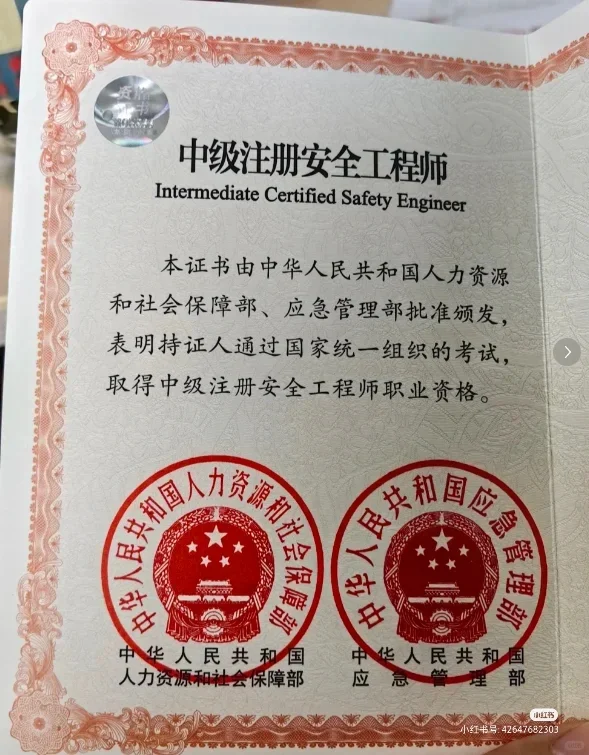 中级注册安全工程师
Intermediate Certified Safety Engineer
本证书由中华人民共和国人力资源
和社会保障部、应急管理部批准颁发，
表明持证人通过国家统一组织的考试，
取得中级注册安全工程师职业资格。
中华人民共和国人力资源和社会保障部
中华人民共和国应急管理部
中华人民共和国
人力资源和社会保障部
中华人民共和国
应急管理部
小红书
小红书号: 42647682303